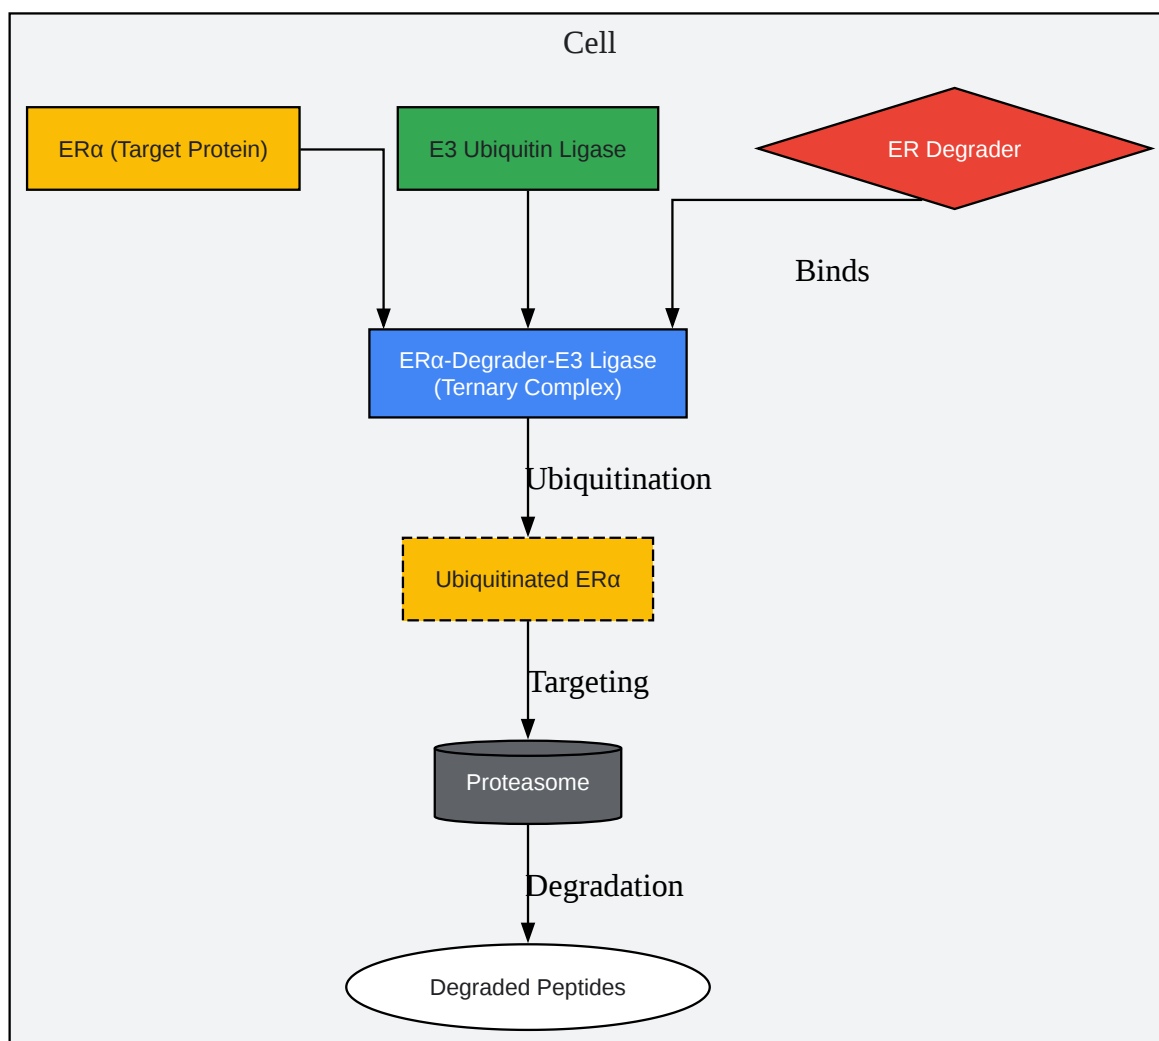 Cell
ERα (Target Protein)
E3 Ubiquitin Ligase
ER Degrader
Binds
ERα-Degrader-E3 Ligase
(Ternary Complex)
Ubiquitination
Ubiquitinated ERα
Targeting
Proteasome
Degradation
Degraded Peptides